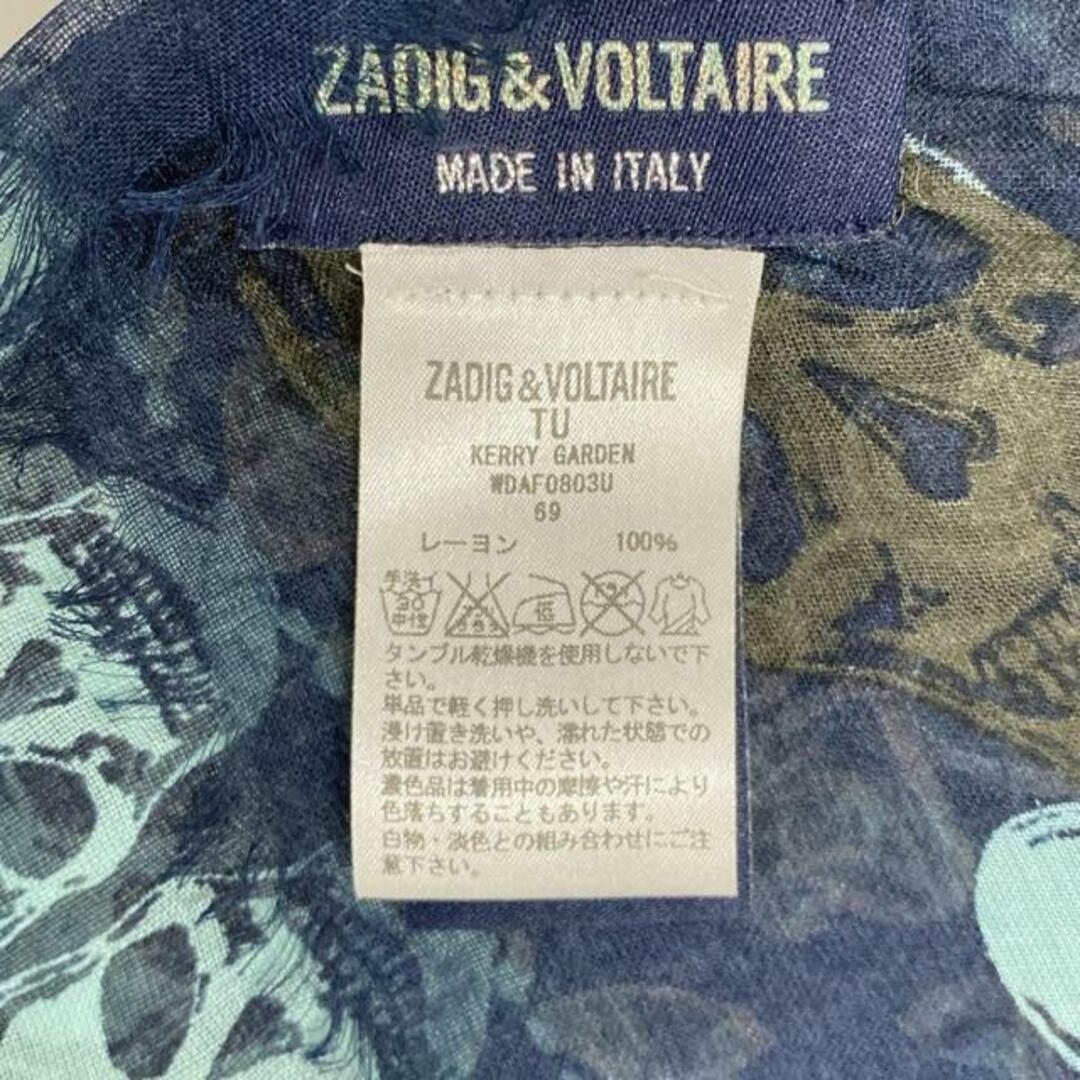 ZADIG & VOLTAIRE
MADE IN ITALY
ZADIG & VOLTAIRE
TU
KERRY GARDEN
WDAF0803U
69
レーヨン 100%
手洗イ
30 中性 低
タンブル乾燥機を使用しないで下
さい。
単品で軽く押し洗いして下さい。
浸け置き洗いや、濡れた状態での
放置はお避けください。
濃色品は着用中の摩擦や汗により
色落ちすることもあります。
白物・淡色との組み合わせにご注
意下さい。